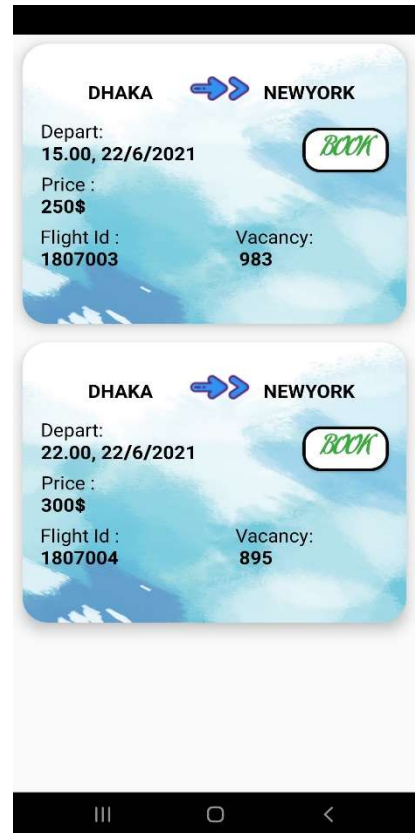 DHAKA NEWYORK
Depart:
15.00, 22/6/2021
BOOK
Price :
250$
Flight Id : Vacancy:
1807003 983
DHAKA NEWYORK
Depart:
22.00, 22/6/2021
BOOK
Price :
300$
Flight Id : Vacancy:
1807004 895